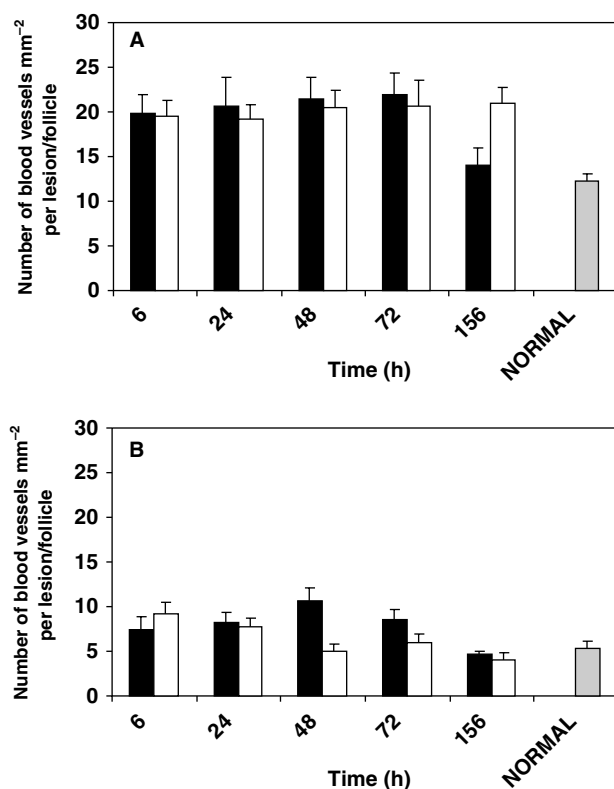 A
Number of blood vessels mm−2
per lesion/follicle
30
25
20
15
10
5
0
6
24
48
72
156
NORMAL
Time (h)
B
Number of blood vessels mm−2
per lesion/follicle
30
25
20
15
10
5
0
6
24
48
72
156
NORMAL
Time (h)